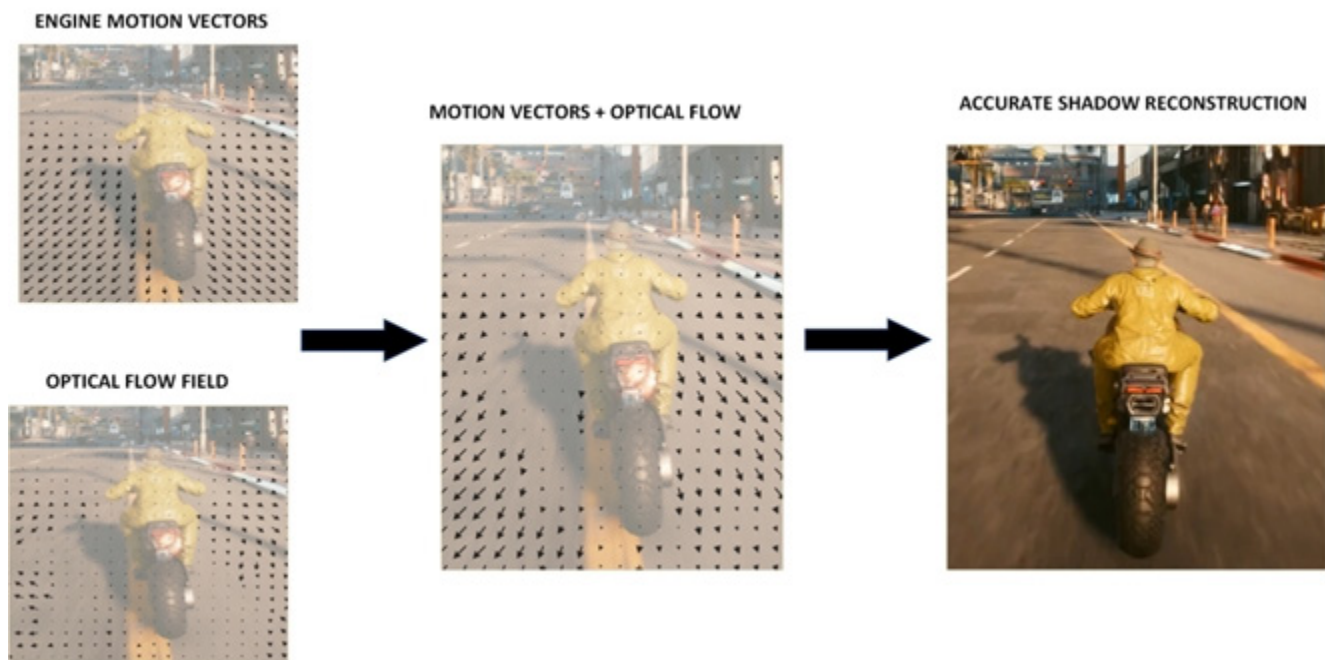 ENGINE MOTION VECTORS
OPTICAL FLOW FIELD
MOTION VECTORS + OPTICAL FLOW
ACCURATE SHADOW RECONSTRUCTION